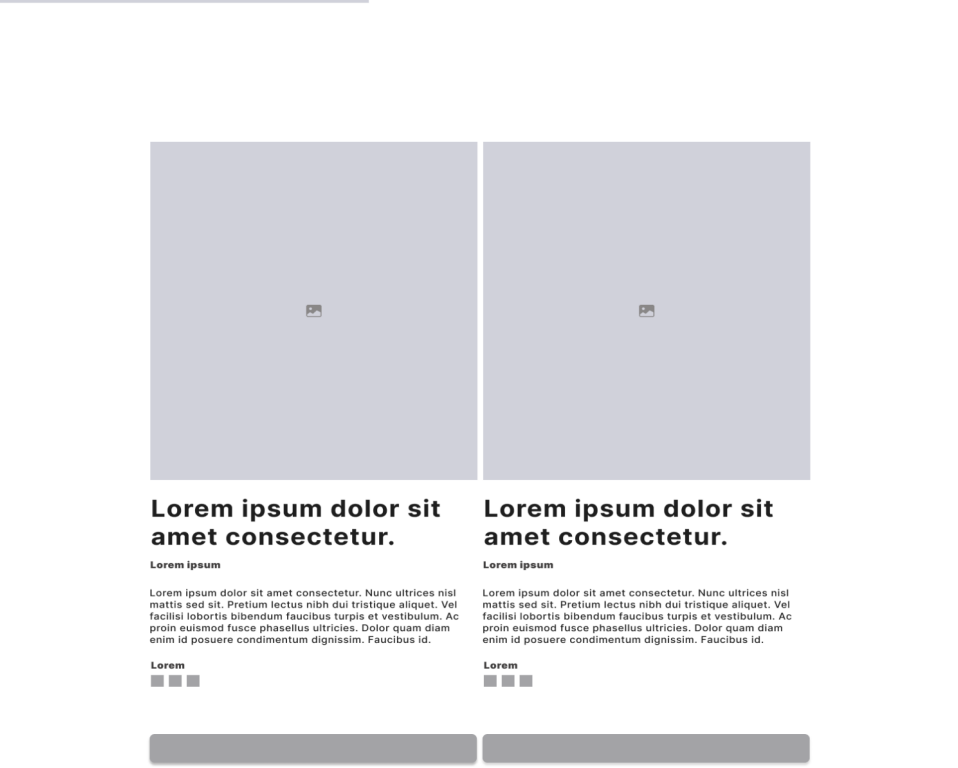 Lorem ipsum dolor sit
amet consectetur.
Lorem ipsum
Lorem ipsum dolor sit amet consectetur. Nunc ultrices nisl
mattis sed sit. Pretium lectus nibh dui tristique aliquet. Vel
facilisi lobortis bibendum faucibus turpis et vestibulum. Ac
proin euismod fusce phasellus ultricies. Dolor quam diam
enim id posuere condimentum dignissim. Faucibus id.
Lorem
Lorem ipsum dolor sit
amet consectetur.
Lorem ipsum
Lorem ipsum dolor sit amet consectetur. Nunc ultrices nisl
mattis sed sit. Pretium lectus nibh dui tristique aliquet. Vel
facilisi lobortis bibendum faucibus turpis et vestibulum. Ac
proin euismod fusce phasellus ultricies. Dolor quam diam
enim id posuere condimentum dignissim. Faucibus id.
Lorem